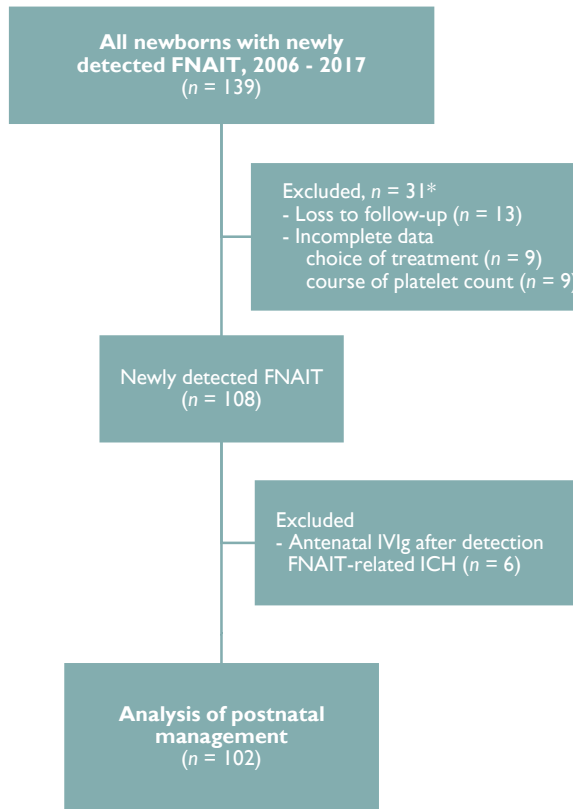 All newborns with newly
detected FNAIT, 2006 - 2017
(n = 139)
Excluded, n = 31*
- Loss to follow-up (n = 13)
- Incomplete data
choice of treatment (n = 9)
course of platelet count (n = 9)
Newly detected FNAIT
(n = 108)
Excluded
- Antenatal IVIg after detection
FNAIT-related ICH (n = 6)
Analysis of postnatal
management
(n = 102)